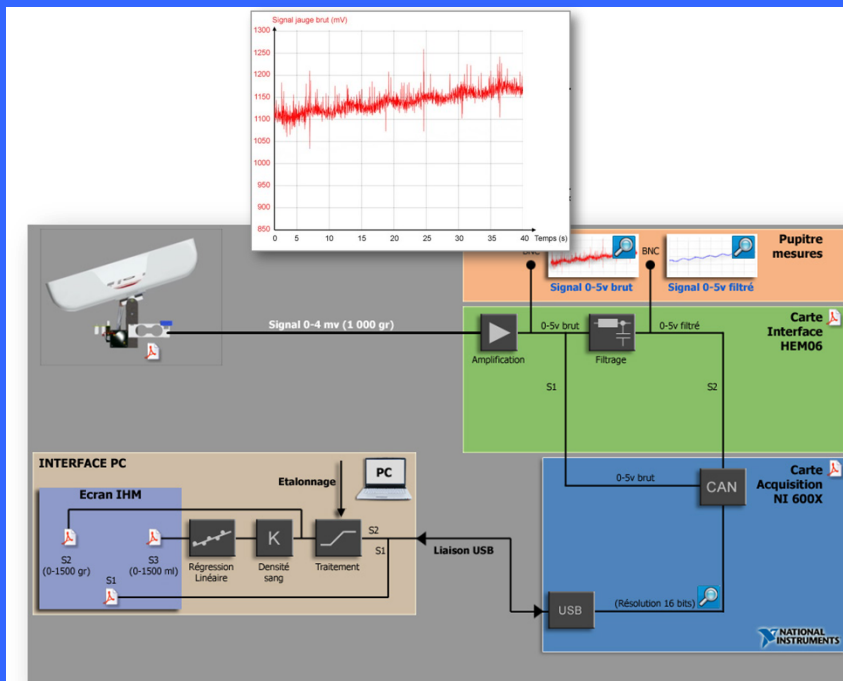 Signal jauge brut (mV)
1300
1250
1200
1150
1100
1050
1000
950
900
850
0 5 10 15 20 25 30 35 40 Temps (s)
Pupitre
mesures
BNC
BNC
Signal 0-5v brut
Signal 0-5v filtré
Signal 0-4 mv (1 000 gr)
Carte
Interface
HEM06
0-5v brut
0-5v filtré
Amplification
Filtrage
S1
S2
INTERFACE PC
PC
Etalonnage
Ecran IHM
S2
(0-1500 gr)
S3
(0-1500 ml)
S1
Régression
Linéaire
K
Densité
sang
Traitement
S2
S1
Liaison USB
0-5v brut
CAN
Carte
Acquisition
NI 600X
USB
(Résolution 16 bits)
NATIONAL
INSTRUMENTS